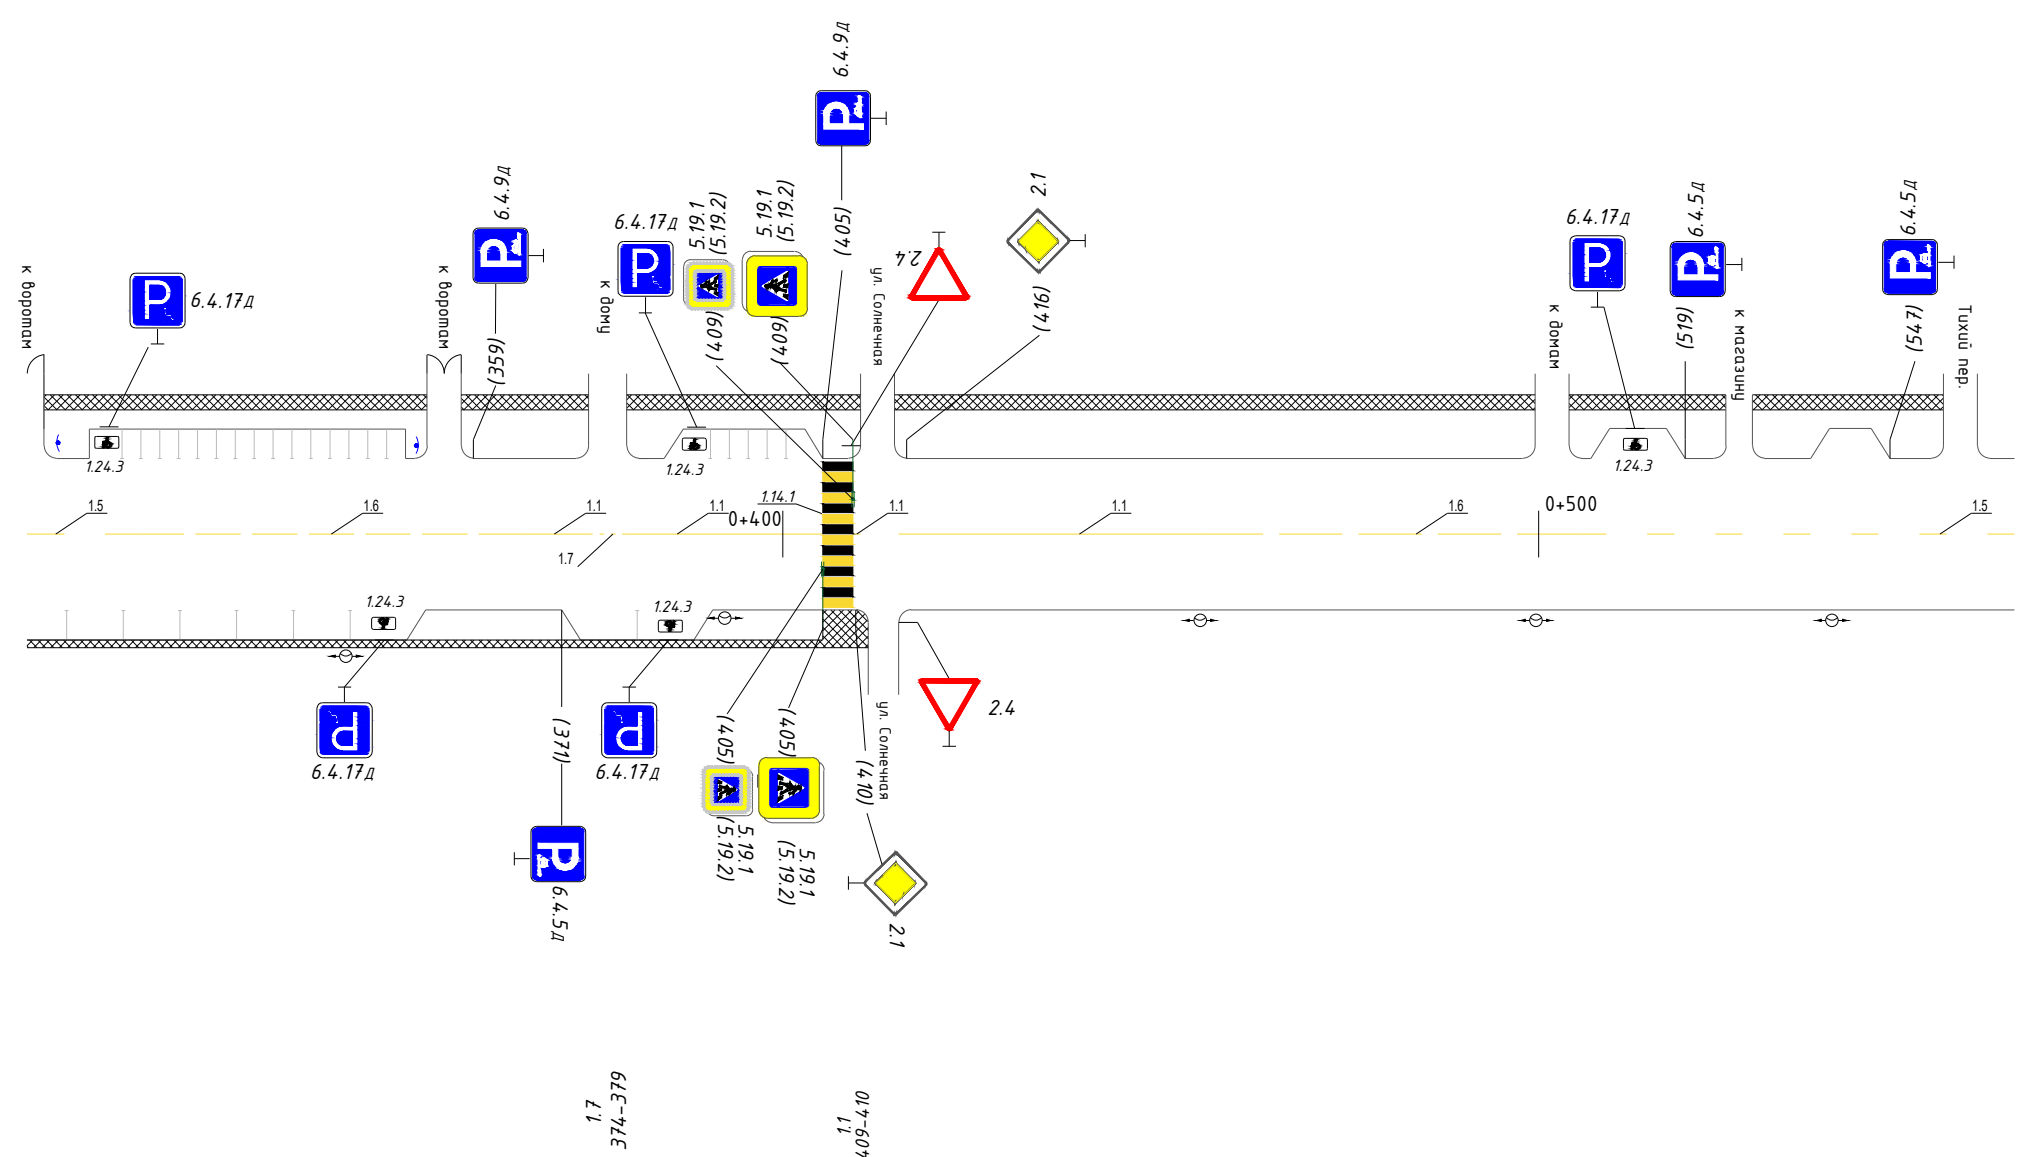 6.4.9д
(405)
2.1
(416)
5.19.1
(5.19.2)
(409)
5.19.1
(5.19.2)
(409)
6.4.9д
(359)
6.4.17д
6.4.17д
6.4.17д
6.4.5д
(519)
6.4.5д
(547)
2.4
к воротам
к воротам
к дому
ул. Солнечная
к домам
к магазину
Тихий пер.
P
P
P
P
P
P
P
1.24.3
1.24.3
1.24.3
1.5
1.6
1.1
1.1
1.14.1
0+400
1.1
1.1
1.6
0+500
1.5
1.7
1.24.3
1.24.3
P
P
P
6.4.17д
6.4.17д
(371)
6.4.5д
(405)
5.19.1
(5.19.2)
(405)
5.19.1
(5.19.2)
ул. Солнечная
(410)
2.1
2.4
1.7
374-379
1.1
409-410